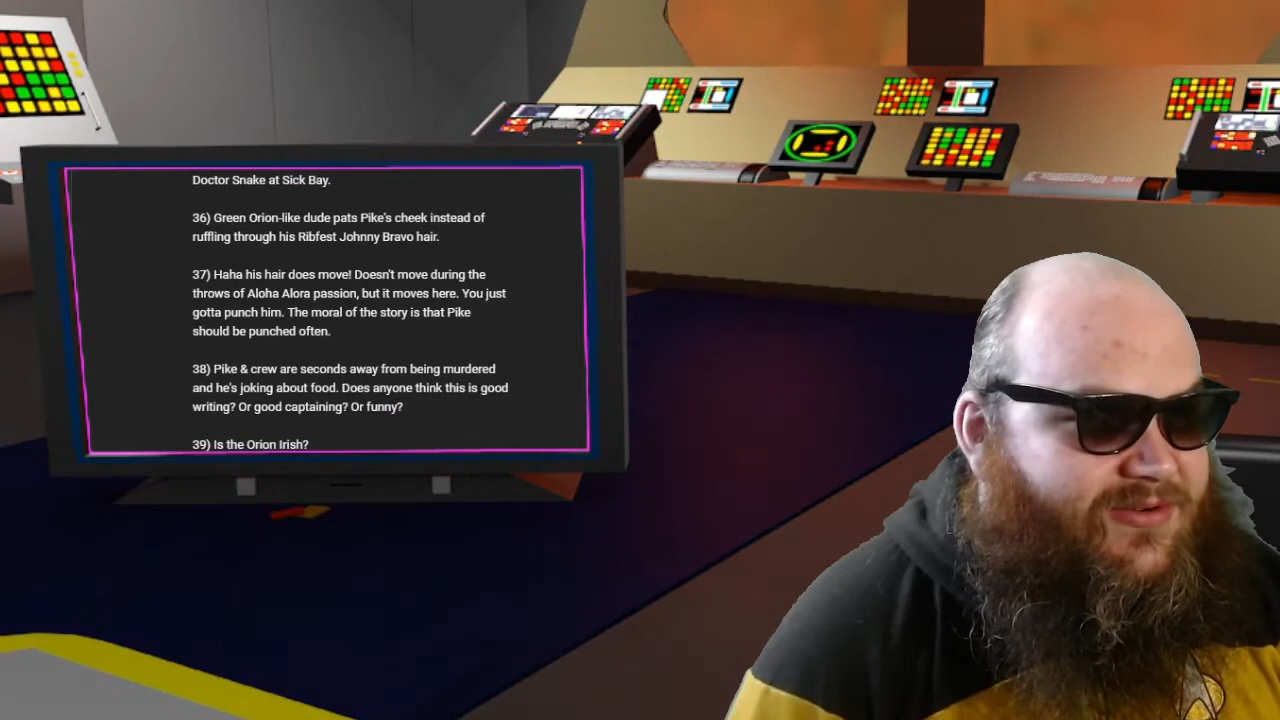 Doctor Snake at Sick Bay.
36) Green Orion-like dude pats Pike's cheek instead of
ruffling through his Ribfest Johnny Bravo hair.
37) Haha his hair does move! Doesn't move during the
throws of Aloha Alora passion, but it moves here. You just
gotta punch him. The moral of the story is that Pike
should be punched often.
38) Pike & crew are seconds away from being murdered
and he's joking about food. Does anyone think this is good
writing? Or good captaining? Or funny?
39) Is the Orion Irish?